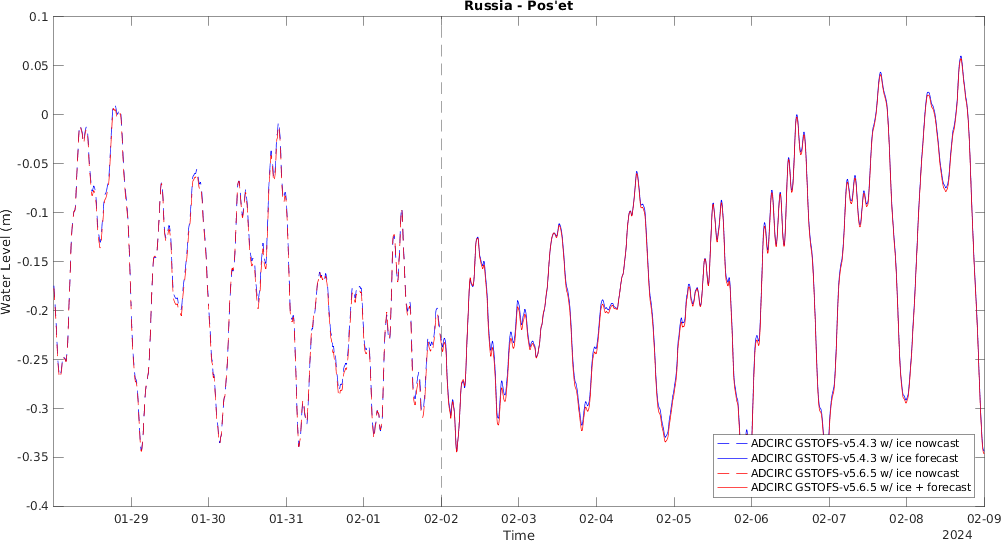 Russia - Pos'et
0.1
0.05
0
-0.05
-0.1
-0.15
-0.2
-0.25
-0.3
-0.35
-0.4
Water Level (m)
ADCIRC GSTOFS-v5.4.3 w/ ice nowcast
ADCIRC GSTOFS-v5.4.3 w/ ice forecast
ADCIRC GSTOFS-v5.6.5 w/ ice nowcast
ADCIRC GSTOFS-v5.6.5 w/ ice + forecast
01-29 01-30 01-31 02-01 02-02 02-03 02-04 02-05 02-06 02-07 02-08 02-09
Time
2024